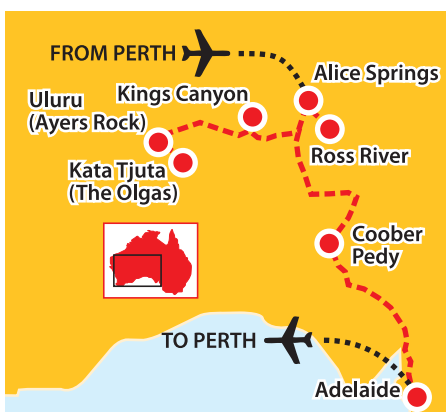 FROM PERTH
Alice Springs
Kings Canyon
Uluru
(Ayers Rock)
Ross River
Kata Tjuta
(The Olgas)
Coober
Pedy
TO PERTH
Adelaide